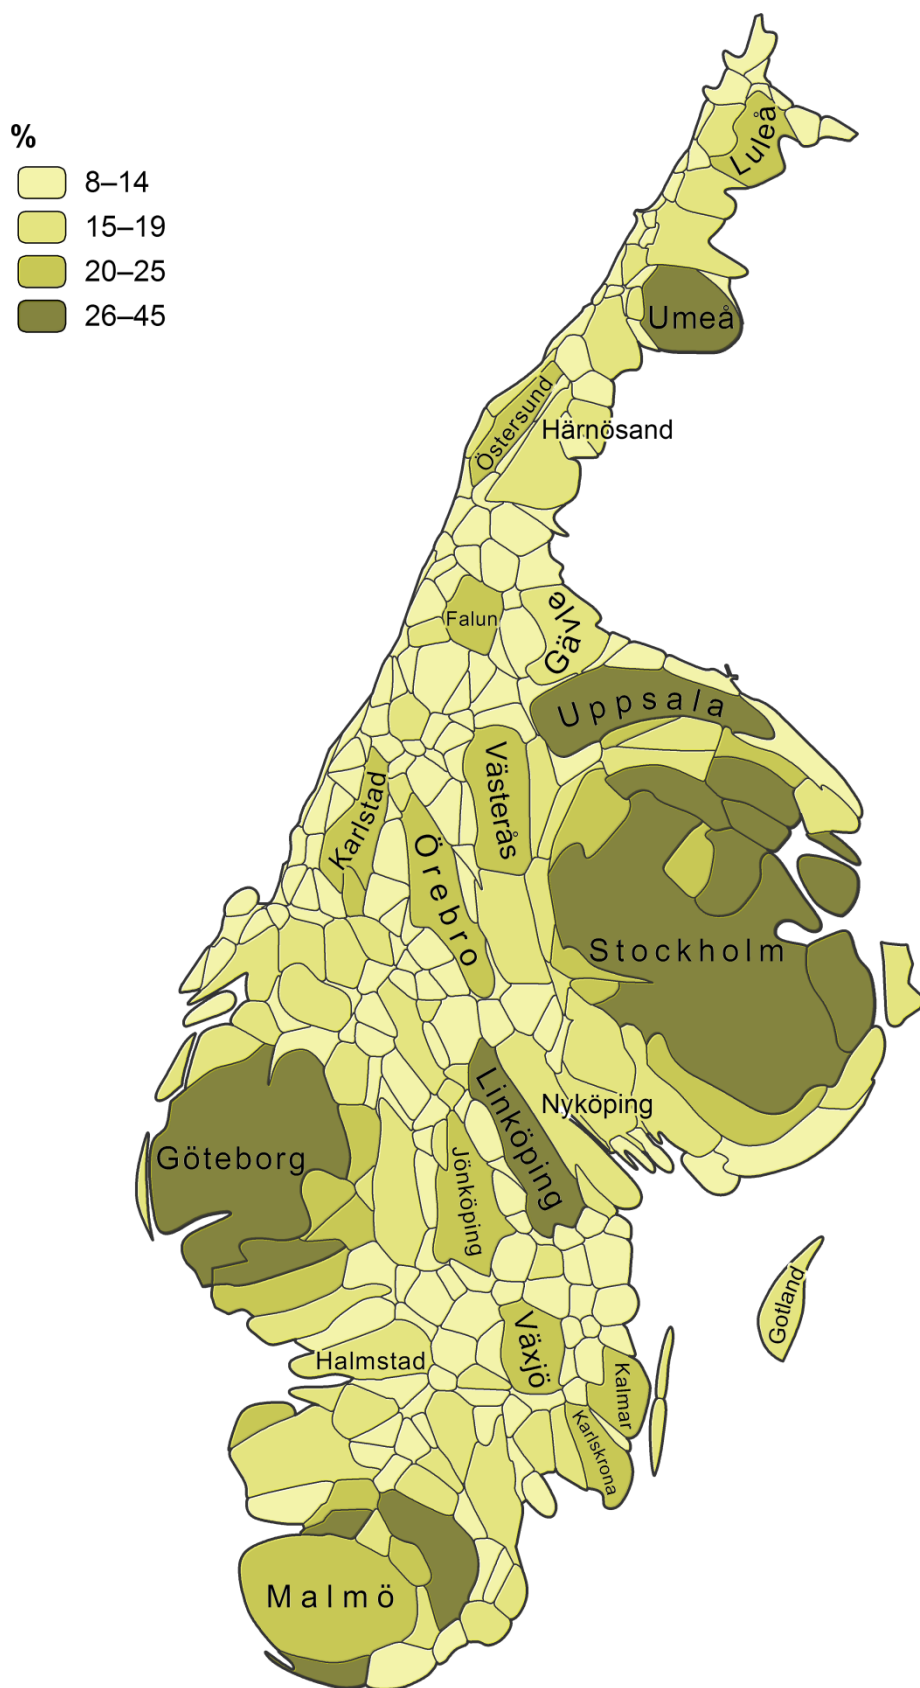 %
8–14
15–19
20–25
26–45
Luleå
Umeå
Östersund
Härnösand
Falun
Gävle
Uppsala
Västerås
Karlstad
Örebro
Stockholm
Linköping
Nyköping
Göteborg
Jönköping
Gotland
Växjö
Halmstad
Kalmar
Karlskrona
Malmö